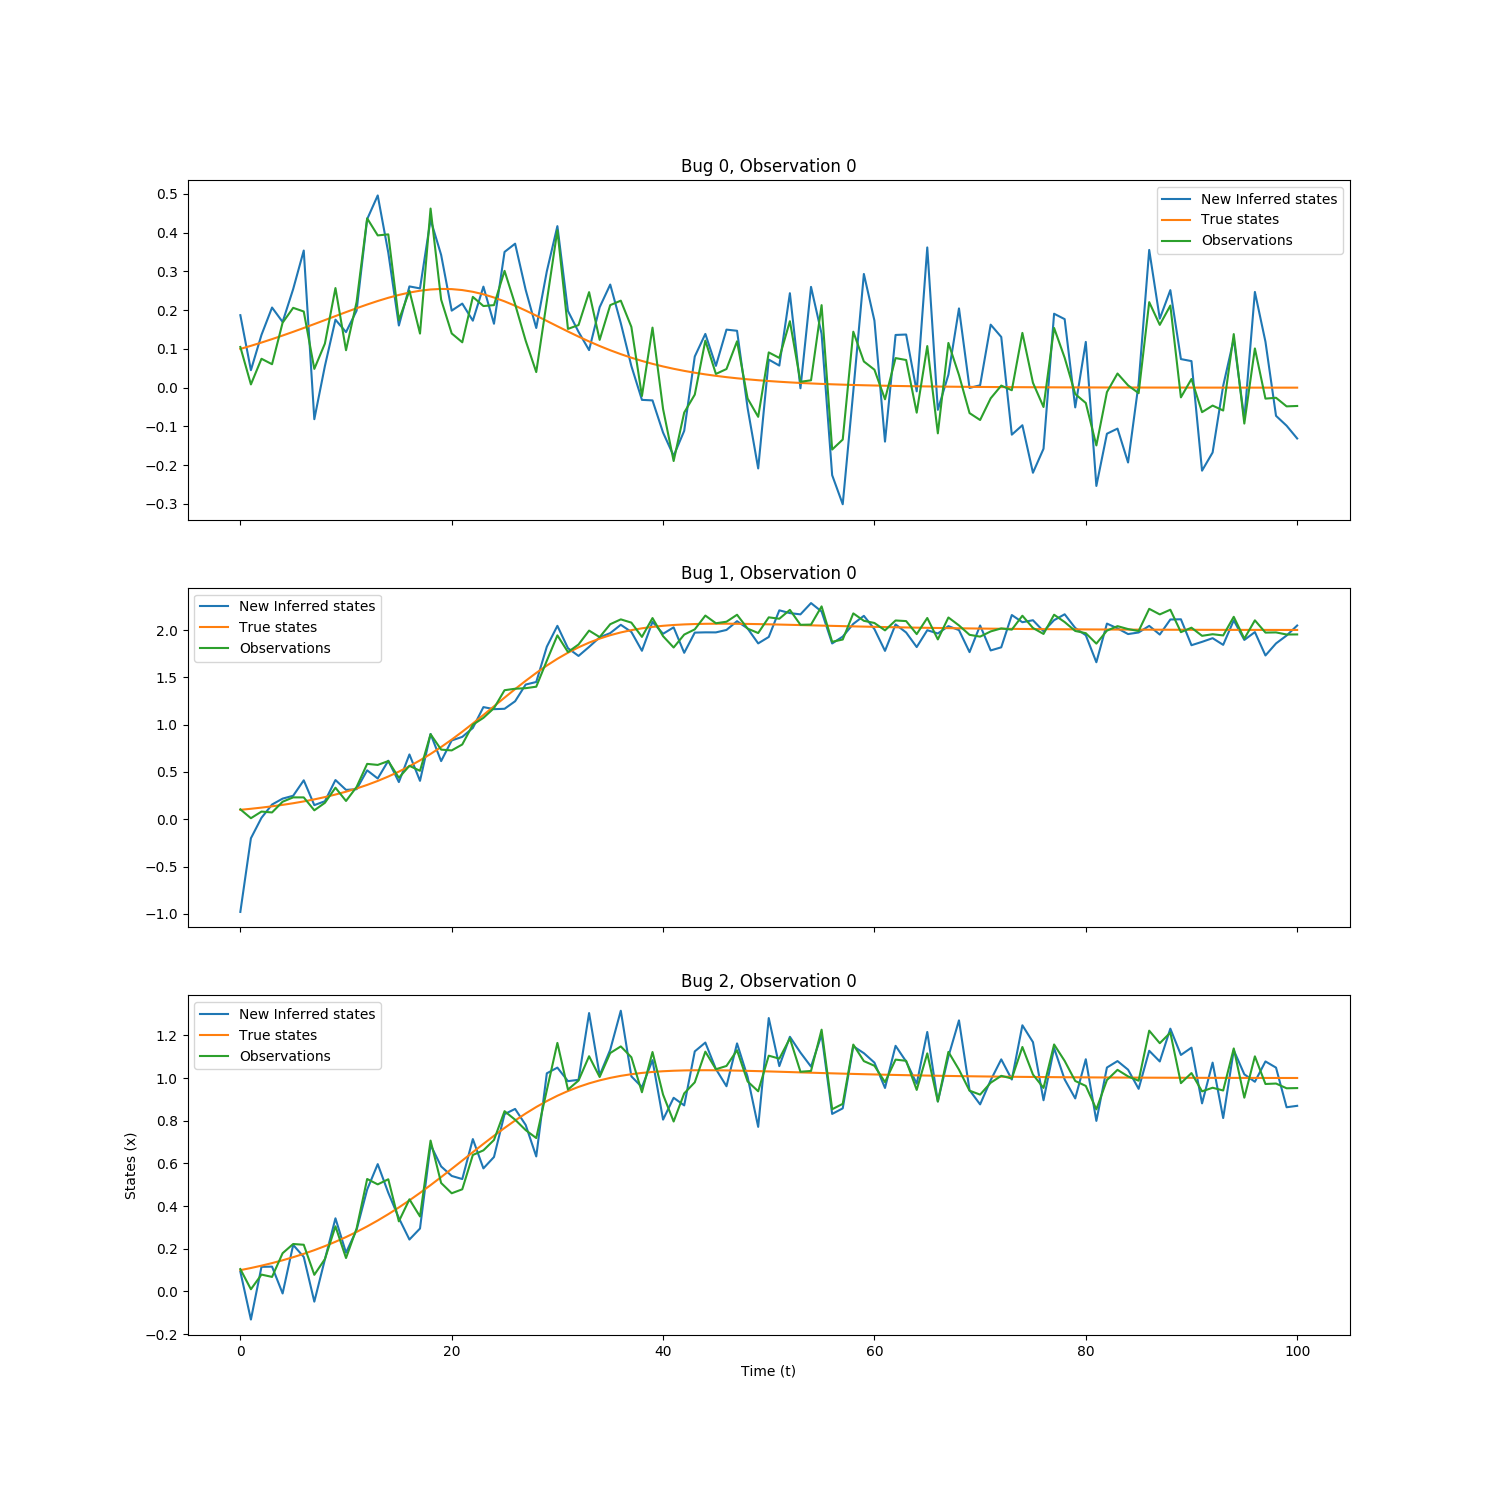 Bug 0, Observation 0
0.5
0.4
0.3
0.2
0.1
0.0
−0.1
−0.2
−0.3
New Inferred states
True states
Observations
Bug 1, Observation 0
2.0
1.5
1.0
0.5
0.0
−0.5
−1.0
New Inferred states
True states
Observations
Bug 2, Observation 0
1.2
1.0
0.8
0.6
0.4
0.2
0.0
−0.2
New Inferred states
True states
Observations
States (x)
0 20 40 60 80 100
Time (t)